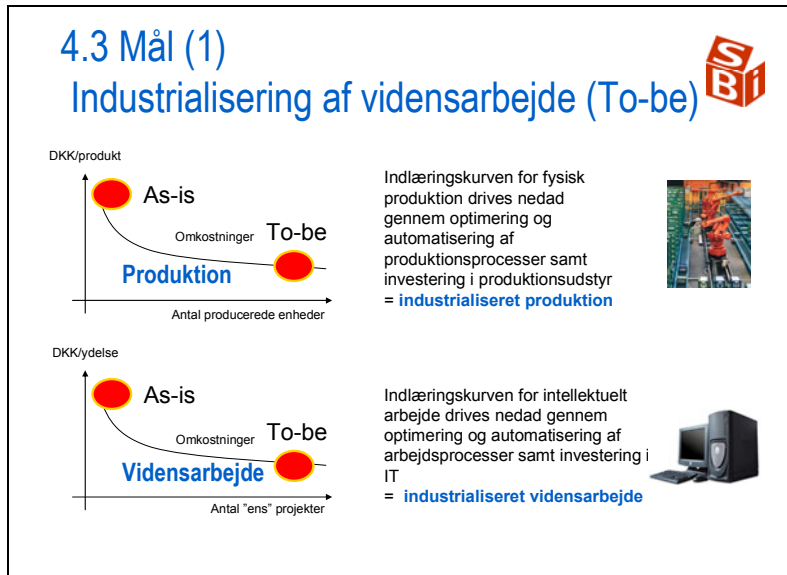 4.3 Mål (1)
Industrialisering af vidensarbejde (To-be)
SBi
DKK/produkt
As-is
Omkostninger
To-be
Produktion
Antal producerede enheder
Indlæringskurven for fysisk
produktion drives nedad
gennem optimering og
automatisering af
produktionsprocesser samt
investering i produktionsudstyr
= industrialiseret produktion
DKK/ydelse
As-is
Omkostninger
To-be
Vidensarbejde
Antal ”ens” projekter
Indlæringskurven for intellektuelt
arbejde drives nedad gennem
optimering og automatisering af
arbejdsprocesser samt investering i
IT
= industrialiseret vidensarbejde